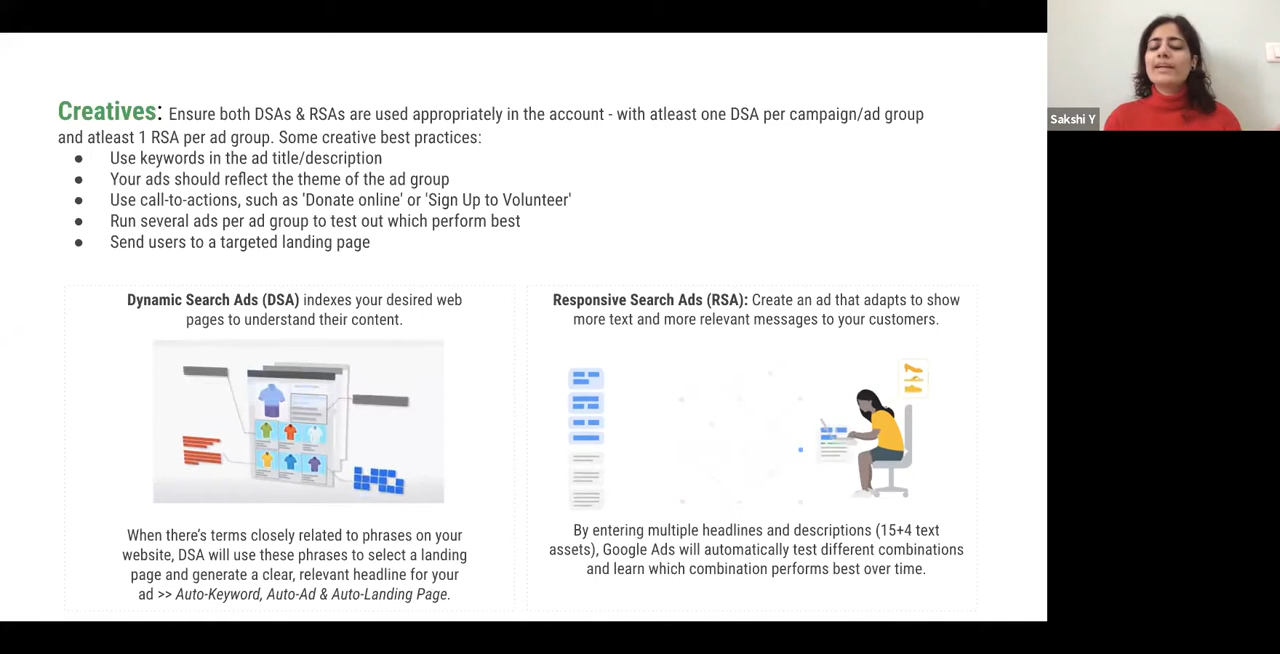 Creatives: Ensure both DSAs & RSAs are used appropriately in the account - with atleast one DSA per campaign/ad group
and atleast 1 RSA per ad group. Some creative best practices:
● Use keywords in the ad title/description
● Your ads should reflect the theme of the ad group
● Use call-to-actions, such as 'Donate online' or 'Sign Up to Volunteer'
● Run several ads per ad group to test out which perform best
● Send users to a targeted landing page
Dynamic Search Ads (DSA) indexes your desired web
pages to understand their content.
When there's terms closely related to phrases on your
website, DSA will use these phrases to select a landing
page and generate a clear, relevant headline for your
ad >> Auto-Keyword, Auto-Ad & Auto-Landing Page.
Responsive Search Ads (RSA): Create an ad that adapts to show
more text and more relevant messages to your customers.
By entering multiple headlines and descriptions (15+4 text
assets), Google Ads will automatically test different combinations
and learn which combination performs best over time.
Sakshi Y